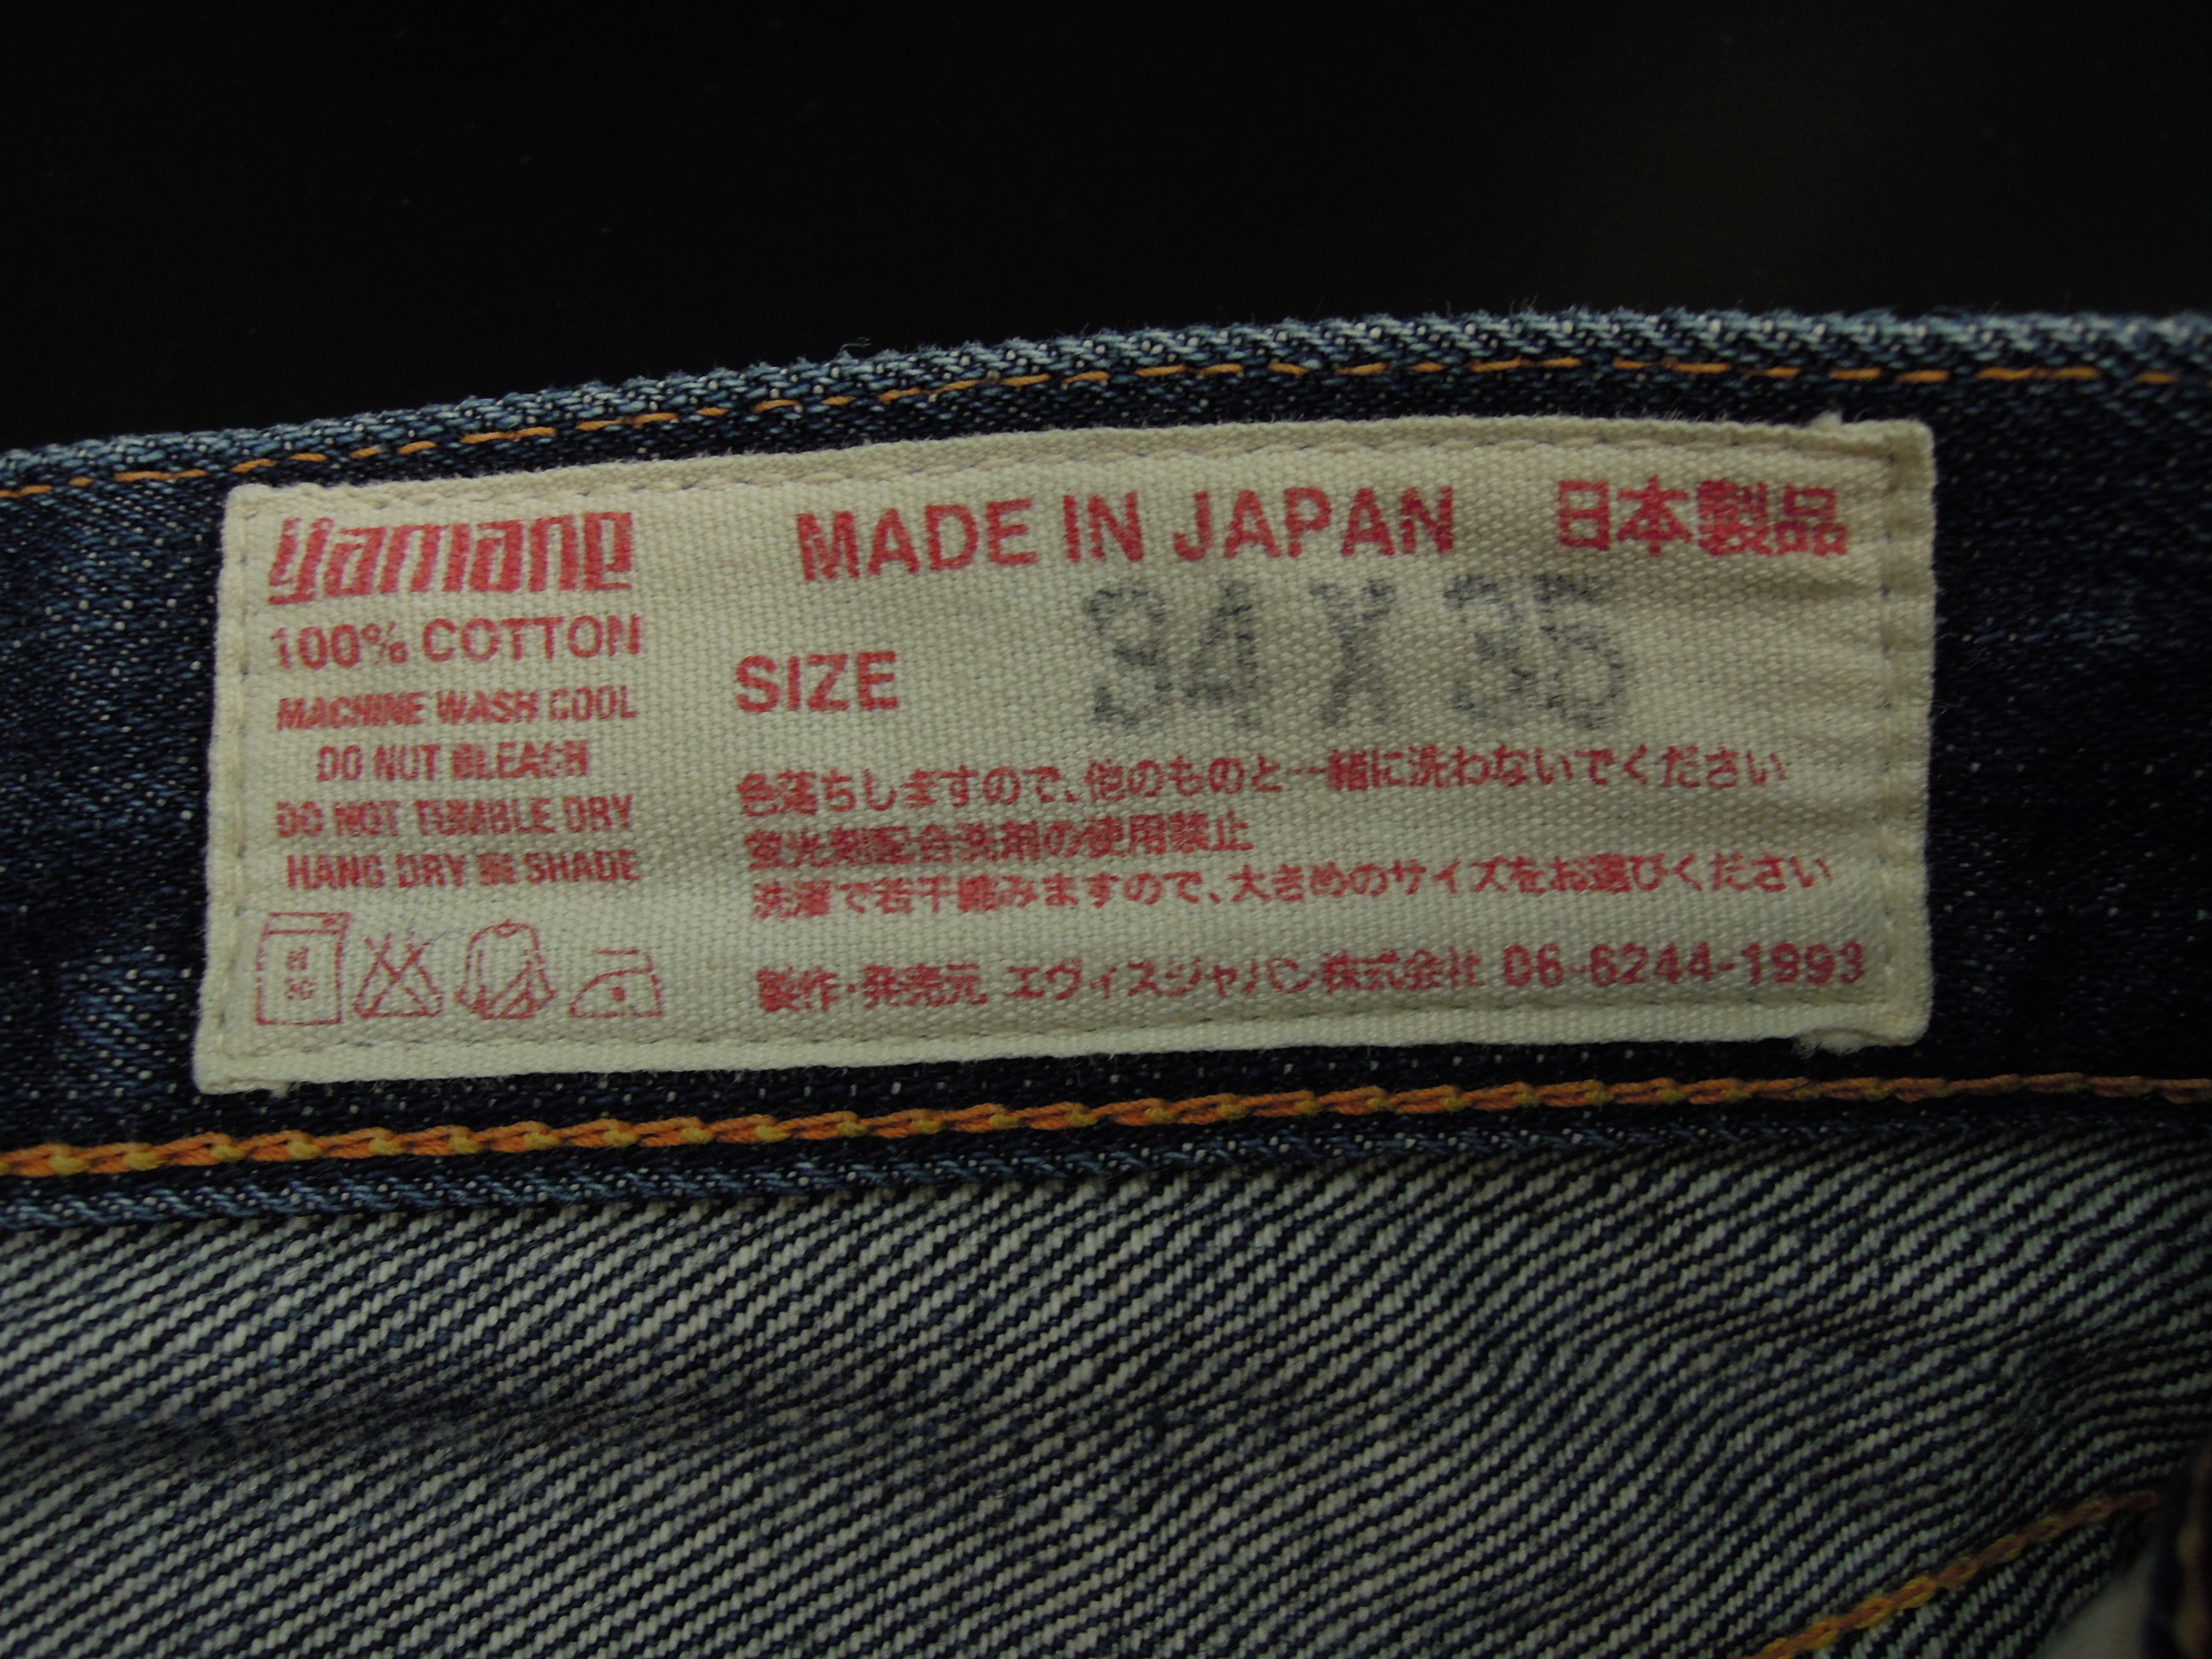 yamane
100% COTTON
MACHINE WASH COOL
DO NOT BLEACH
DO NOT TUMBLE DRY
HANG DRY IN SHADE
MADE IN JAPAN 日本製品
SIZE 34 X 35
色落ちしますので、他のものと一緒に洗わないでください
蛍光剤配合洗剤の使用禁止
洗濯で若干縮みますので、大きめのサイズをお選びください
製作・発売元 エヴィスジャパン株式会社 06-6244-1993